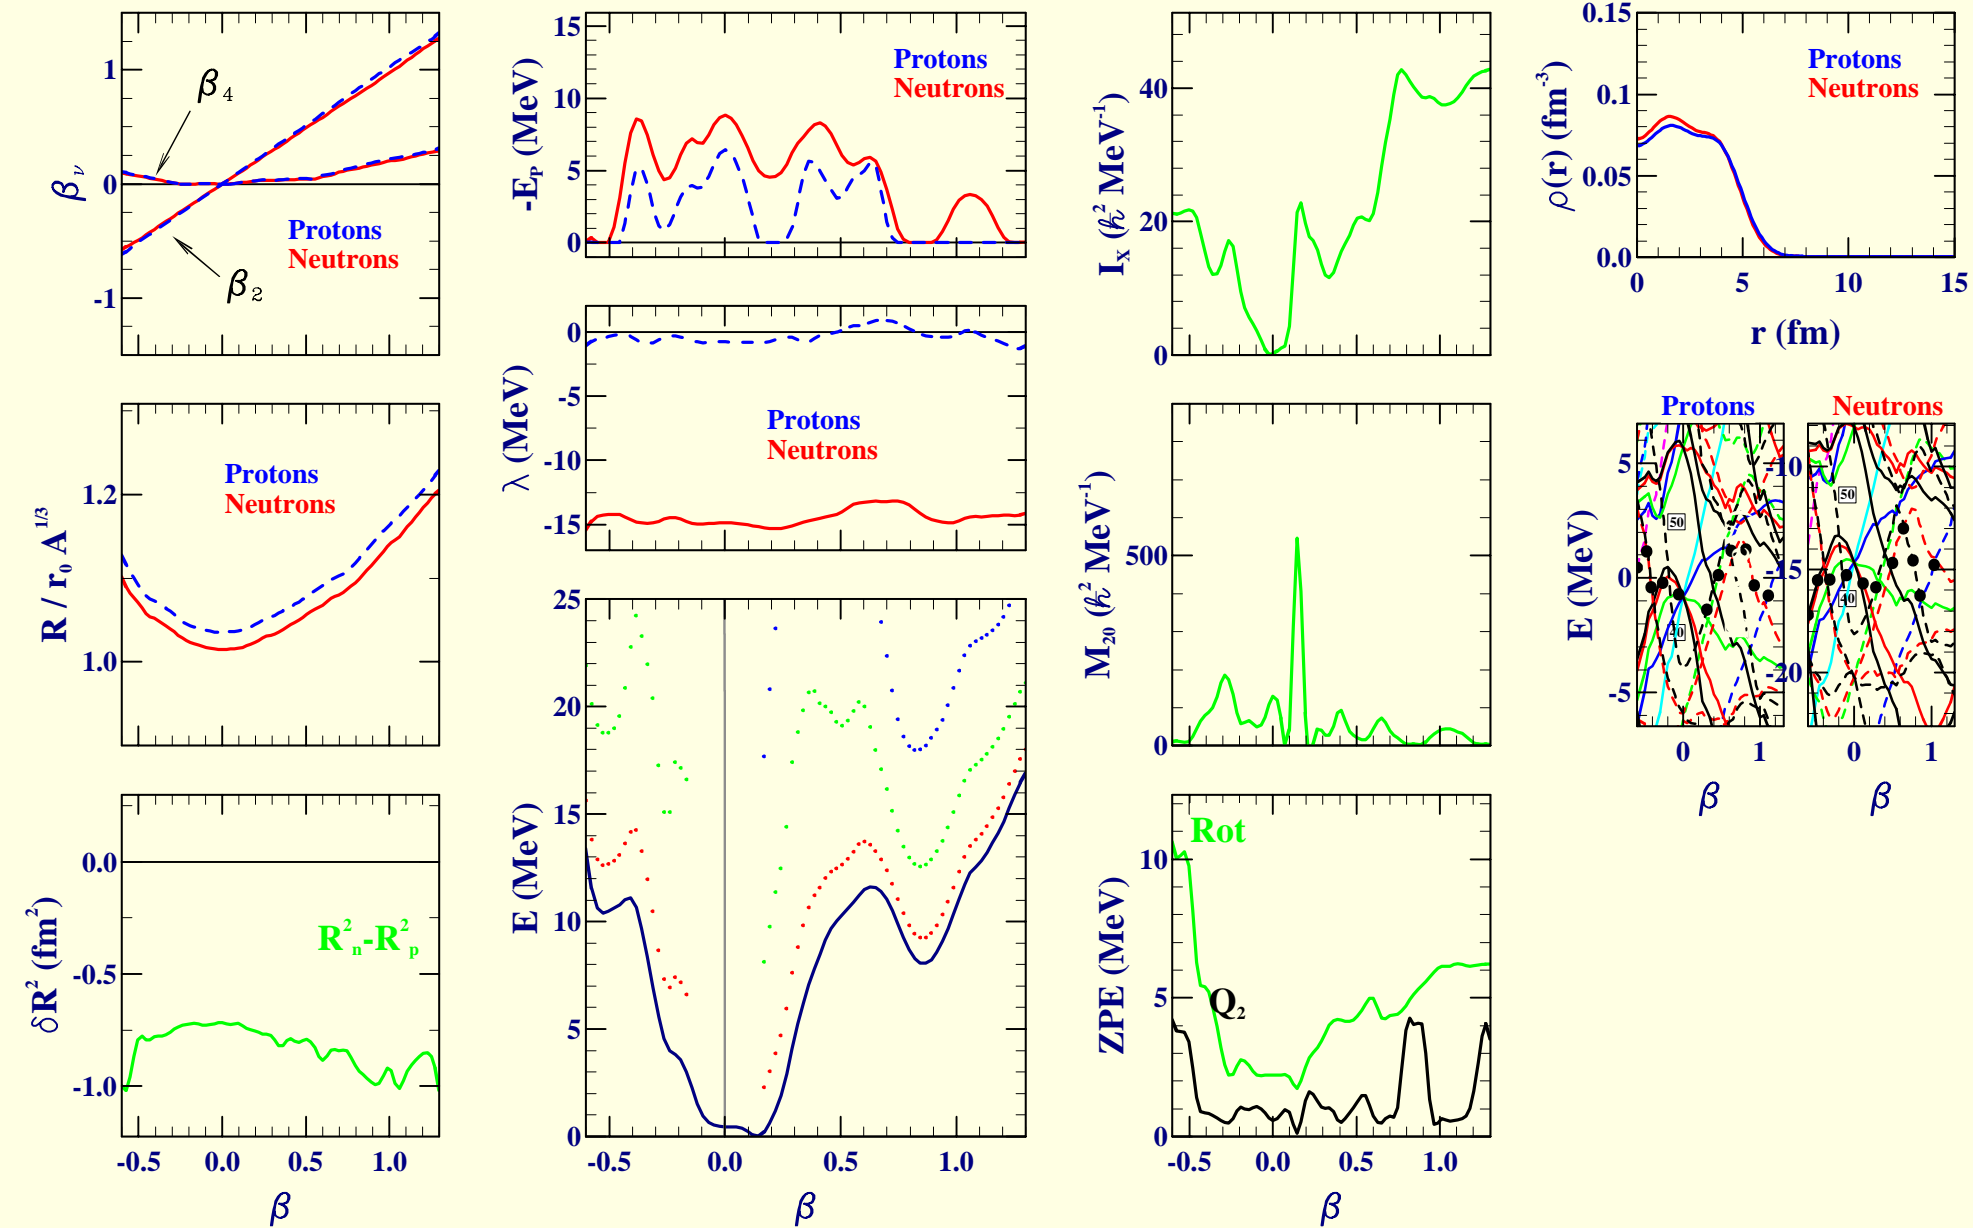 1
0
-1
β₄
β₂
Protons
Neutrons
βν
1.2
1.0
Protons
Neutrons
R / r₀ A^1/3
0.0
-0.5
-1.0
R²ₙ-R²ₚ
δR² (fm²)
-0.5 0.0 0.5 1.0
β
15
10
5
0
Protons
Neutrons
-Eₚ (MeV)
0
-5
-10
-15
Protons
Neutrons
λ (MeV)
25
20
15
10
5
0
E (MeV)
-0.5 0.0 0.5 1.0
β
40
20
0
Iₓ (ℏ² MeV⁻¹)
500
0
M₂₀ (ℏ² MeV⁻¹)
10
5
0
Rot
Q₂
ZPE (MeV)
-0.5 0.0 0.5 1.0
β
0.15
0.1
0.05
0.0
Protons
Neutrons
ρ(r) (fm⁻³)
0 5 10 15
r (fm)
Protons
Neutrons
5
0
-5
50
40
E (MeV)
-10
-15
-20
50
40
0 1
0 1
β
β